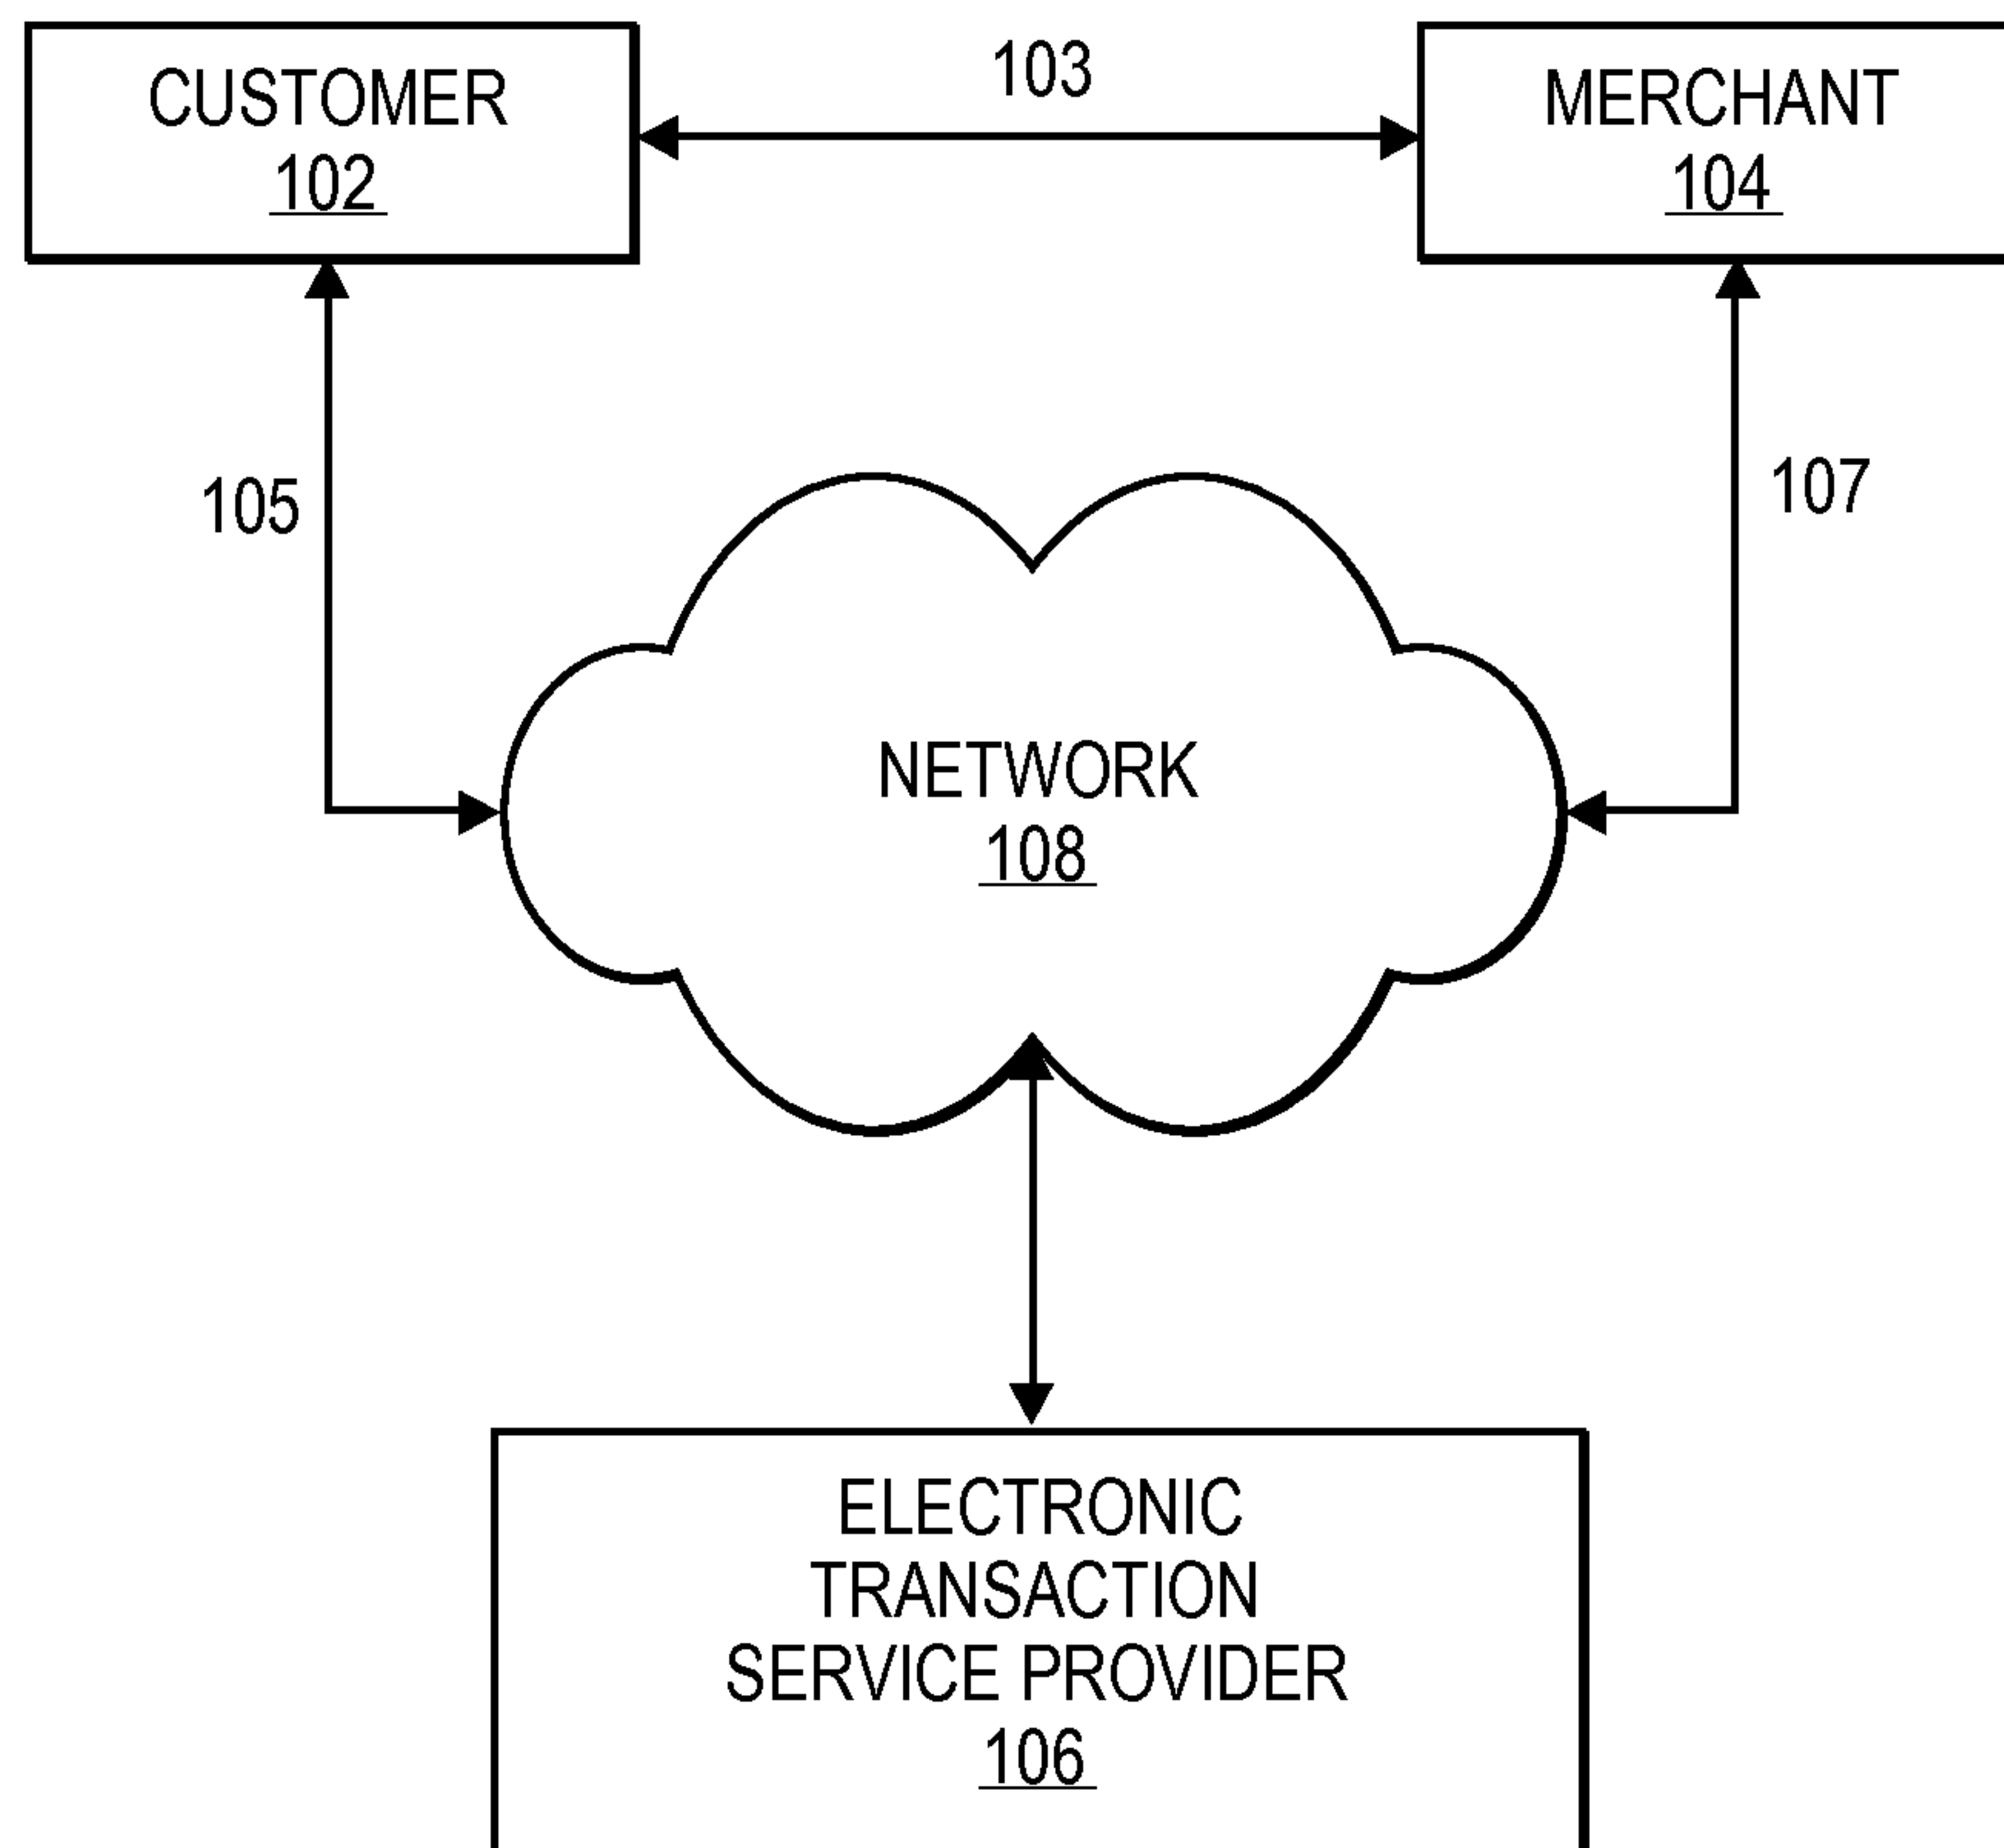 CUSTOMER
102
103
MERCHANT
104
105
107
NETWORK
108
ELECTRONIC
TRANSACTION
SERVICE PROVIDER
106